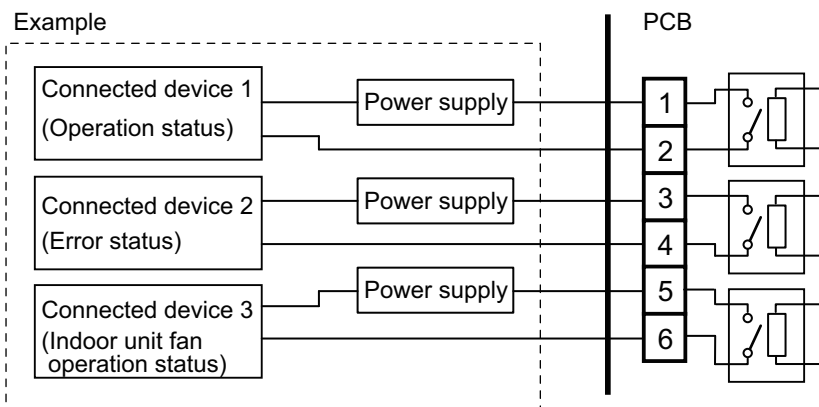 Example
PCB
Connected device 1
(Operation status)
Power supply
1
2
Connected device 2
(Error status)
Power supply
3
4
Connected device 3
(Indoor unit fan
operation status)
Power supply
5
6